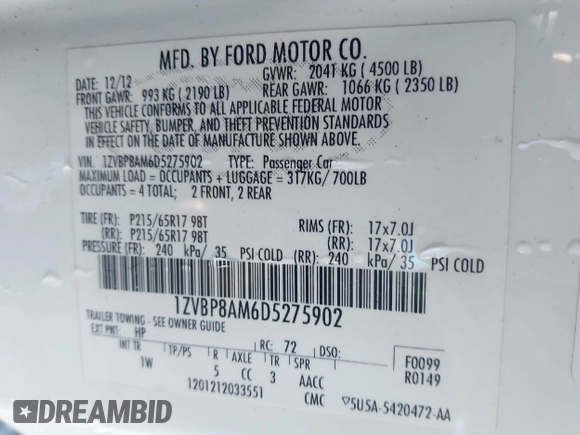 MFD. BY FORD MOTOR CO.
DATE: 12/12 GVWR: 2041 KG ( 4500 LB)
FRONT GAWR: 993 KG ( 2190 LB) REAR GAWR: 1066 KG ( 2350 LB)
THIS VEHICLE CONFORMS TO ALL APPLICABLE FEDERAL MOTOR
VEHICLE SAFETY, BUMPER, AND THEFT PREVENTION STANDARDS
IN EFFECT ON THE DATE OF MANUFACTURE SHOWN ABOVE.
VIN: 1ZVBP8AM6D5275902 TYPE: Passenger Car
MAXIMUM LOAD = OCCUPANTS + LUGGAGE = 317KG/ 700LB
OCCUPANTS = 4 TOTAL; 2 FRONT, 2 REAR
TIRE (FR): P215/65R17 98T RIMS (FR): 17x7.0J
(RR): P215/65R17 98T (RR): 17x7.0J
PRESSURE (FR): 240 kPa/ 35 PSI COLD (RR): 240 kPa/ 35 PSI COLD
1ZVBP8AM6D5275902
TRAILER TOWING - SEE OWNER GUIDE
EXT PNT: HP RC: 72 DSO:
INT TR TP/PS R AXLE TR SPR F0099
1W 5 CC 3 AACC R0149
1201212033551 CMC ▽5U5A-5420472-AA
DREAMBID